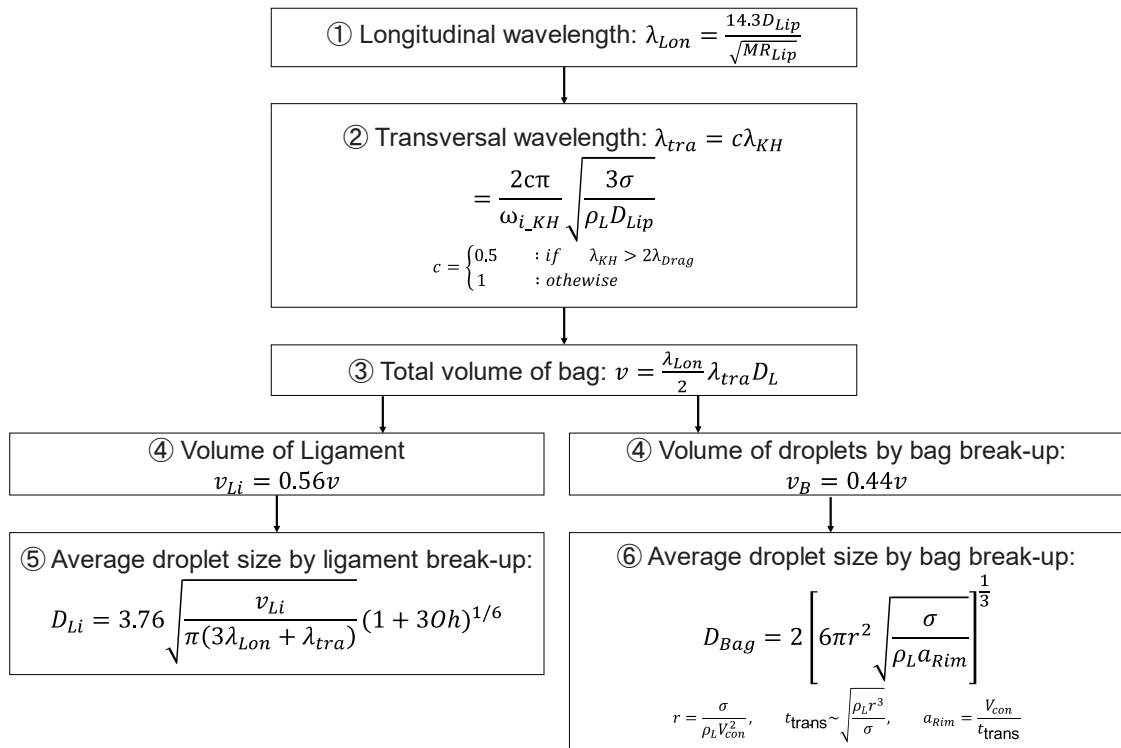 ① Longitudinal wavelength: λ_Lon = 14.3D_Lip / √(MR_Lip)
② Transversal wavelength: λ_tra = cλ_KH
= (2cπ / ω_i_KH) √(3σ / (ρ_L D_Lip))
c = { 0.5 : if λ_KH > 2λ_Drag
1 : othewise
③ Total volume of bag: v = (λ_Lon / 2) λ_tra D_L
④ Volume of Ligament
v_Li = 0.56v
④ Volume of droplets by bag break-up:
v_B = 0.44v
⑤ Average droplet size by ligament break-up:
D_Li = 3.76 √(v_Li / (π(3λ_Lon + λ_tra))) (1 + 3Oh)^1/6
⑥ Average droplet size by bag break-up:
D_Bag = 2 [6πr² √(σ / (ρ_L a_Rim))]^(1/3)
r = σ / (ρ_L V_con²), t_trans ~ √(ρ_L r³ / σ), a_Rim = V_con / t_trans